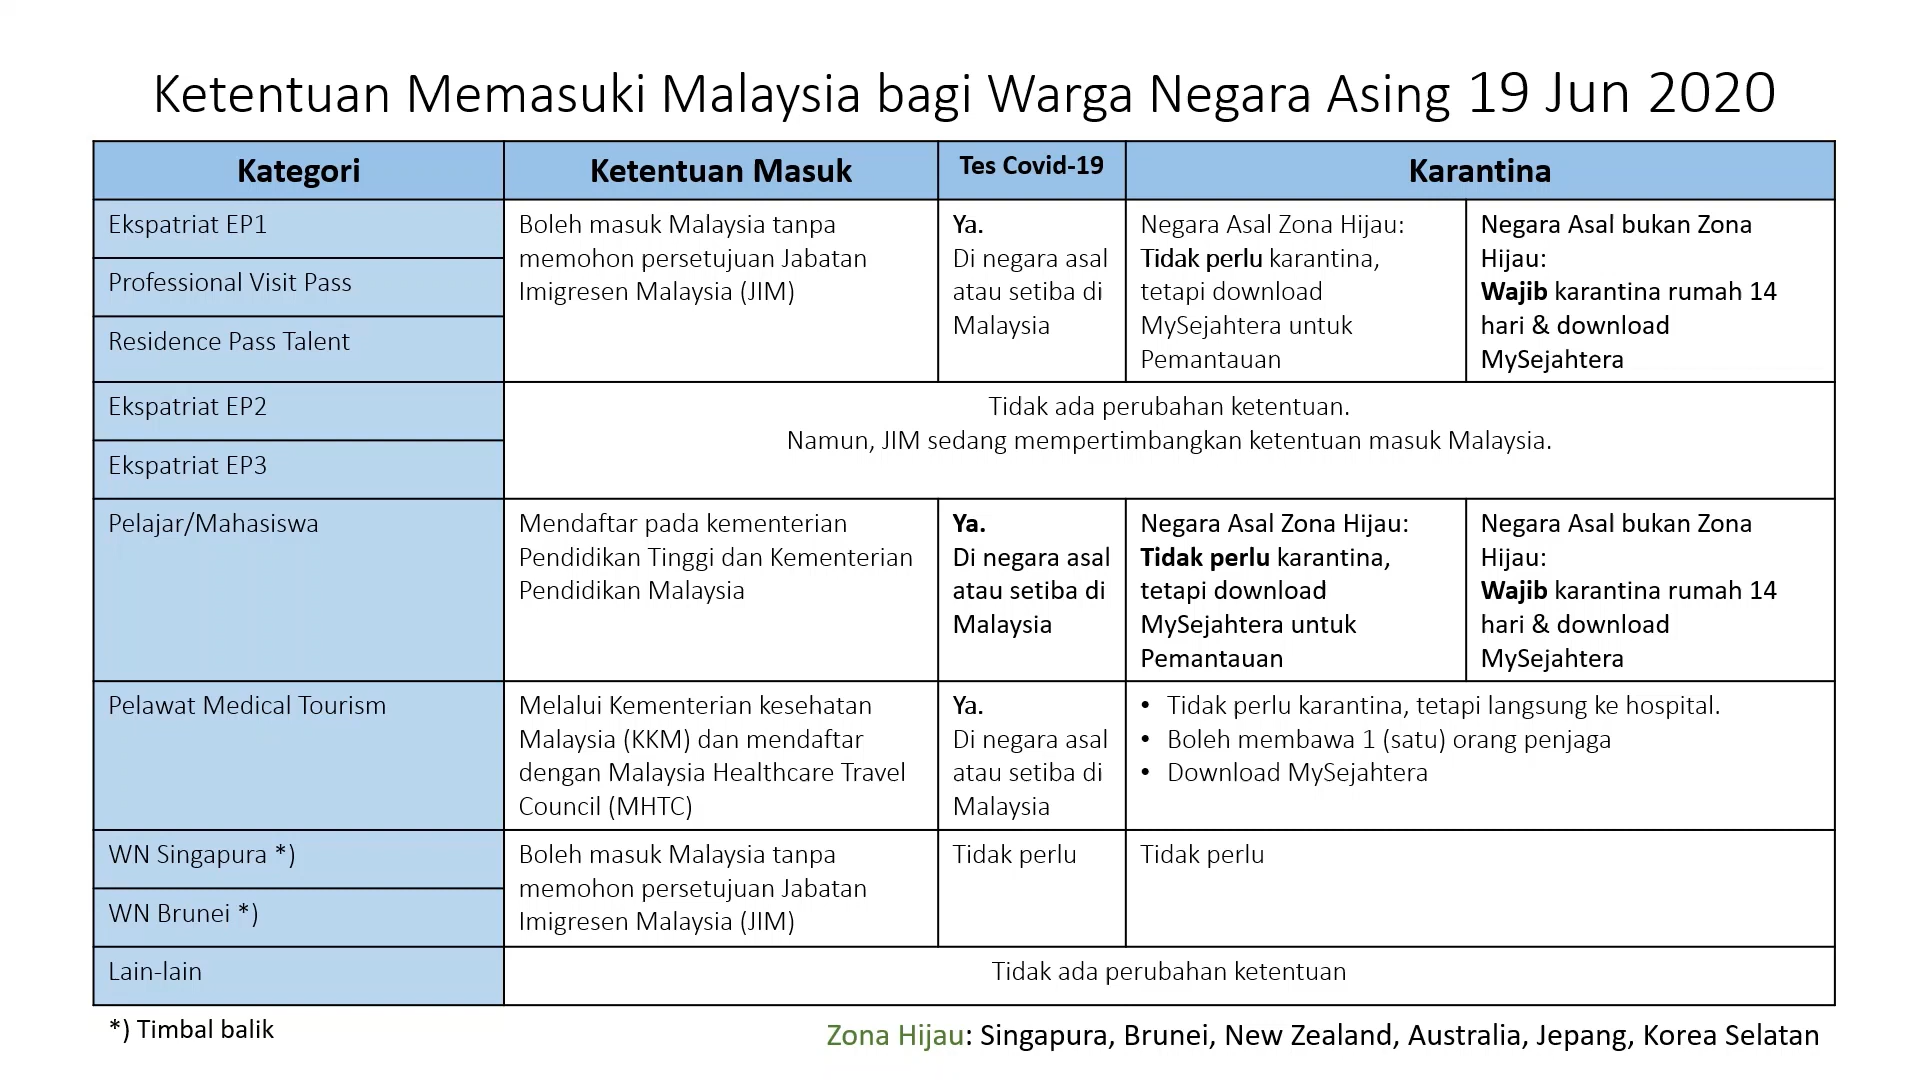 Ketentuan Memasuki Malaysia bagi Warga Negara Asing 19 Jun 2020
Kategori
Ketentuan Masuk
Tes Covid-19
Karantina
Ekspatriat EP1
Professional Visit Pass
Residence Pass Talent
Boleh masuk Malaysia tanpa
memohon persetujuan Jabatan
Imigresen Malaysia (JIM)
Ya.
Di negara asal
atau setiba di
Malaysia
Negara Asal Zona Hijau:
Tidak perlu karantina,
tetapi download
MySejahtera untuk
Pemantauan
Negara Asal bukan Zona
Hijau:
Wajib karantina rumah 14
hari & download
MySejahtera
Ekspatriat EP2
Ekspatriat EP3
Tidak ada perubahan ketentuan.
Namun, JIM sedang mempertimbangkan ketentuan masuk Malaysia.
Pelajar/Mahasiswa
Mendaftar pada kementerian
Pendidikan Tinggi dan Kementerian
Pendidikan Malaysia
Ya.
Di negara asal
atau setiba di
Malaysia
Negara Asal Zona Hijau:
Tidak perlu karantina,
tetapi download
MySejahtera untuk
Pemantauan
Negara Asal bukan Zona
Hijau:
Wajib karantina rumah 14
hari & download
MySejahtera
Pelawat Medical Tourism
Melalui Kementerian kesehatan
Malaysia (KKM) dan mendaftar
dengan Malaysia Healthcare Travel
Council (MHTC)
Ya.
Di negara asal
atau setiba di
Malaysia
• Tidak perlu karantina, tetapi langsung ke hospital.
• Boleh membawa 1 (satu) orang penjaga
• Download MySejahtera
WN Singapura *)
WN Brunei *)
Boleh masuk Malaysia tanpa
memohon persetujuan Jabatan
Imigresen Malaysia (JIM)
Tidak perlu
Tidak perlu
Lain-lain
Tidak ada perubahan ketentuan
*) Timbal balik
Zona Hijau: Singapura, Brunei, New Zealand, Australia, Jepang, Korea Selatan